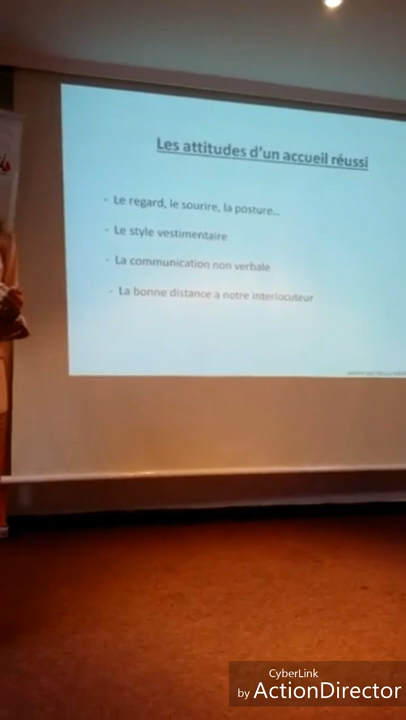 Les attitudes d'un accueil réussi
- Le regard, le sourire, la posture...
- Le style vestimentaire
- La communication non verbale
- La bonne distance à notre interlocuteur
CyberLink
by ActionDirector